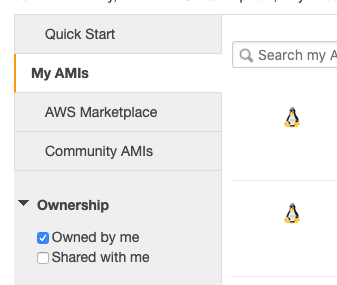 Quick Start
Search my A
My AMIs
AWS Marketplace
Community AMIs
Ownership
Owned by me
Shared with me